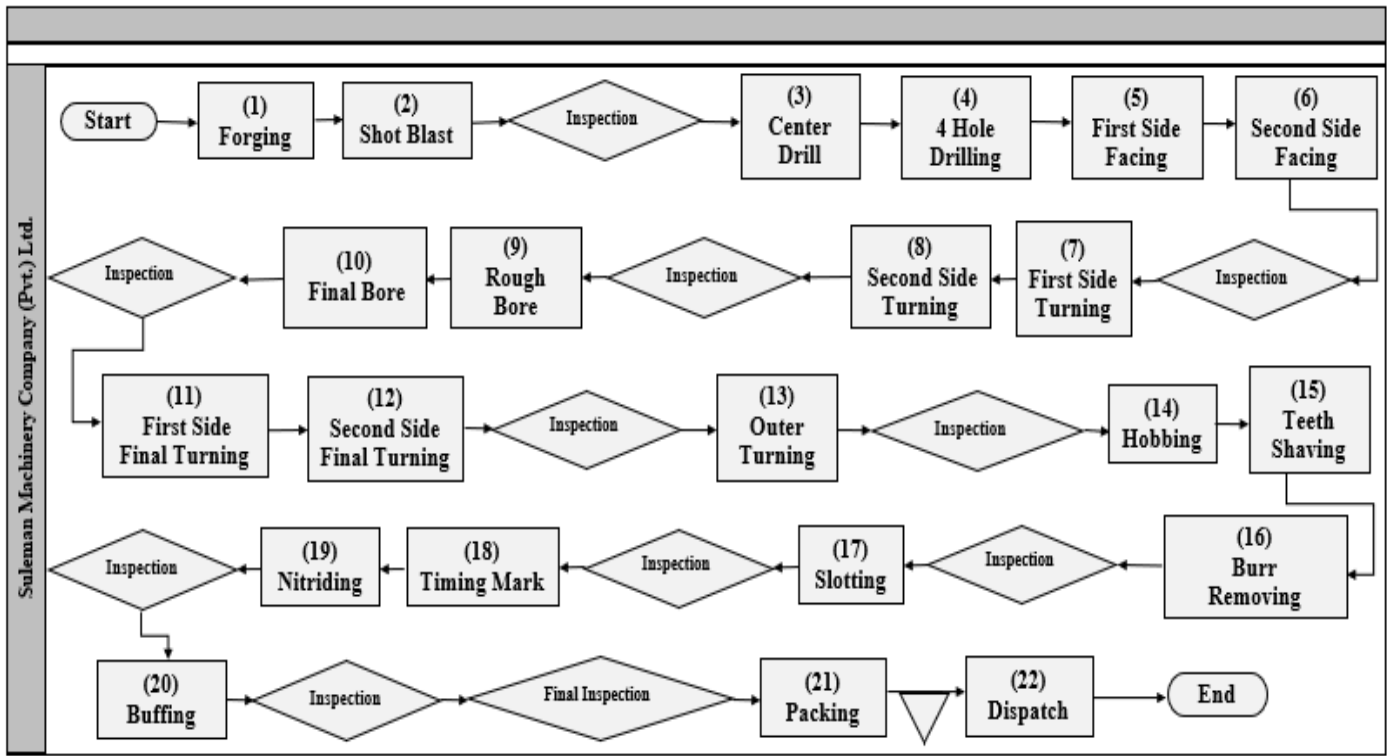 Suleman Machinery Company (Pvt.) Ltd.
Start
(1)
Forging
(2)
Shot Blast
Inspection
(3)
Center
Drill
(4)
4 Hole
Drilling
(5)
First Side
Facing
(6)
Second Side
Facing
Inspection
(7)
First Side
Turning
(8)
Second Side
Turning
Inspection
(9)
Rough
Bore
(10)
Final Bore
Inspection
(11)
First Side
Final Turning
(12)
Second Side
Final Turning
Inspection
(13)
Outer
Turning
Inspection
(14)
Hobbing
(15)
Teeth
Shaving
(16)
Burr
Removing
Inspection
(17)
Slotting
Inspection
(18)
Timing Mark
(19)
Nitriding
Inspection
(20)
Buffing
Inspection
Final Inspection
(21)
Packing
(22)
Dispatch
End